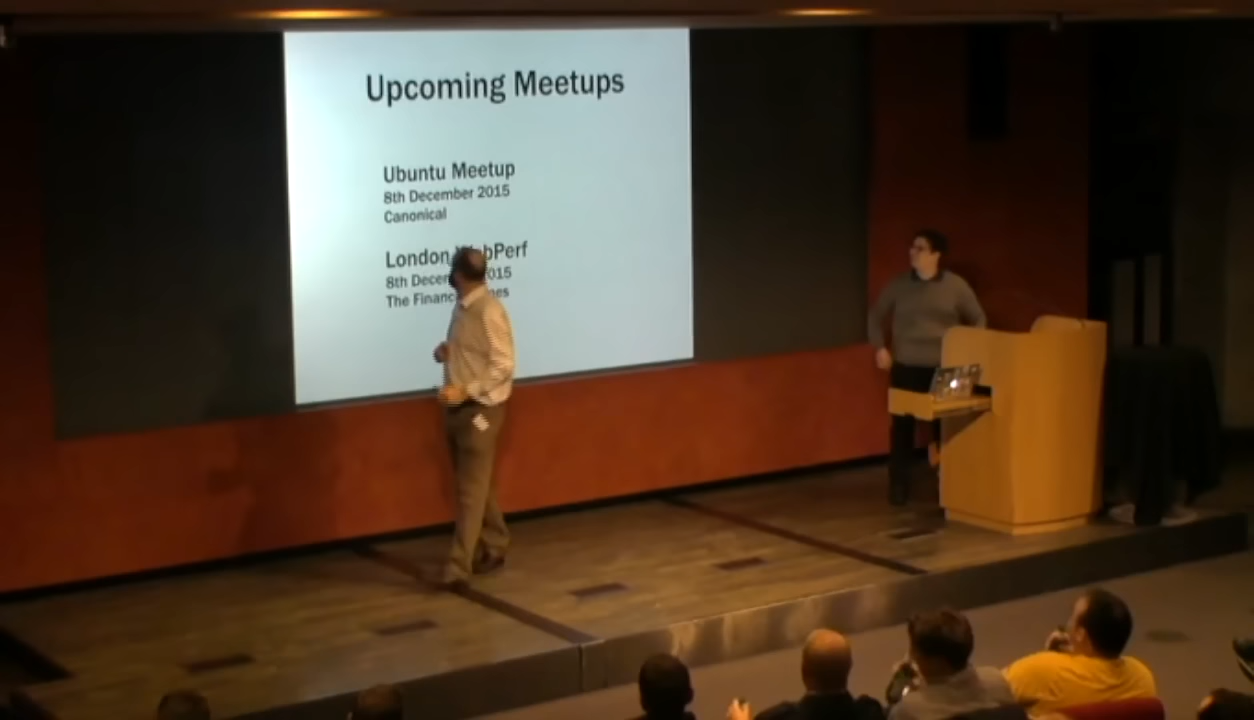 Upcoming Meetups
Ubuntu Meetup
8th December 2015
Canonical
London
8th
The